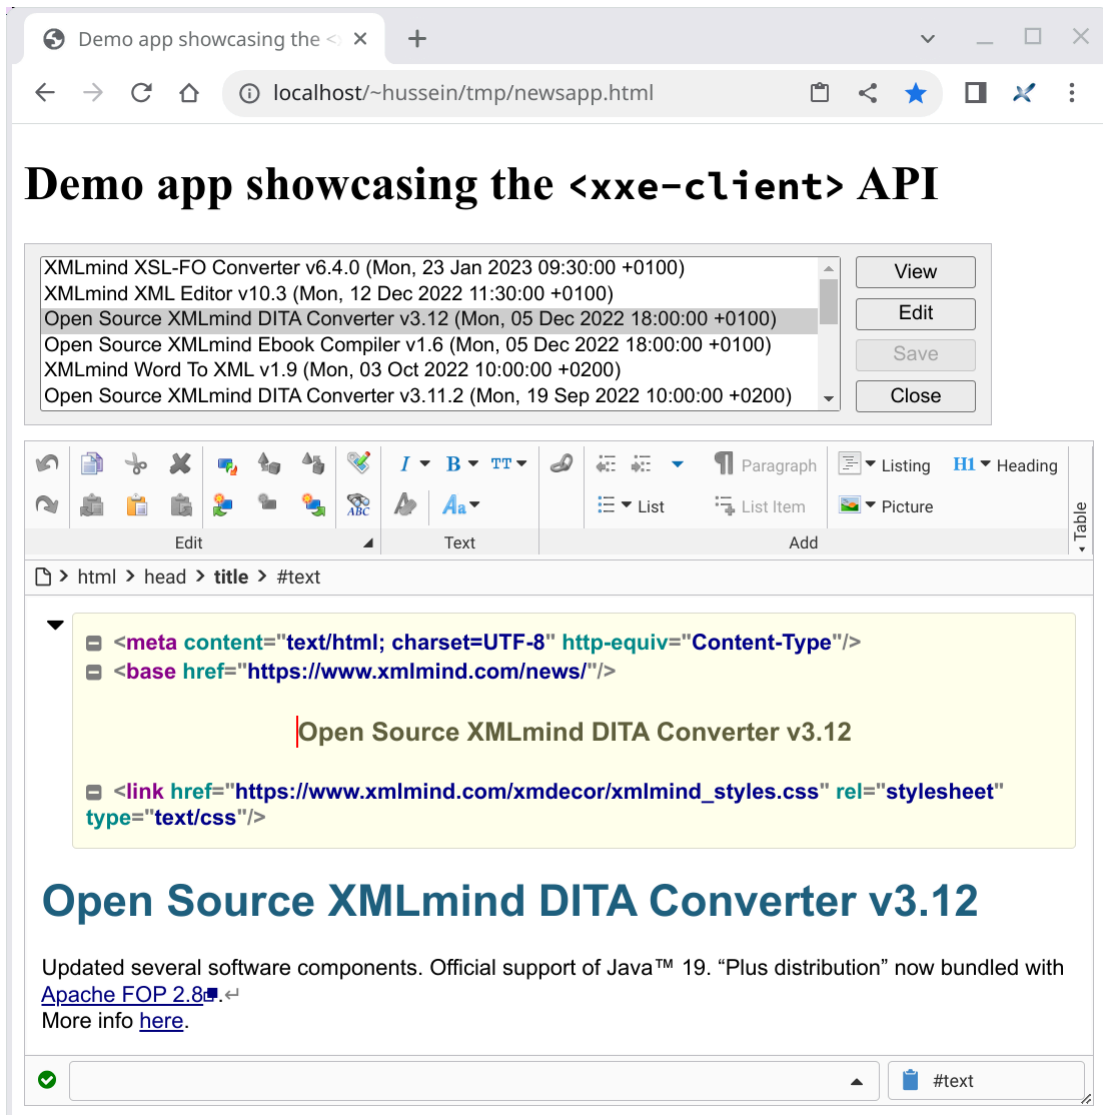 Demo app showcasing the <
localhost/~hussein/tmp/newsapp.html
Demo app showcasing the <xxe-client> API
XMLmind XSL-FO Converter v6.4.0 (Mon, 23 Jan 2023 09:30:00 +0100)
XMLmind XML Editor v10.3 (Mon, 12 Dec 2022 11:30:00 +0100)
Open Source XMLmind DITA Converter v3.12 (Mon, 05 Dec 2022 18:00:00 +0100)
Open Source XMLmind Ebook Compiler v1.6 (Mon, 05 Dec 2022 18:00:00 +0100)
XMLmind Word To XML v1.9 (Mon, 03 Oct 2022 10:00:00 +0200)
Open Source XMLmind DITA Converter v3.11.2 (Mon, 19 Sep 2022 10:00:00 +0200)
View
Edit
Save
Close
I B TT ¶ Paragraph Listing H1 Heading
ABC Aa List List Item Picture
Edit Text Add
Table
html > head > title > #text
<meta content="text/html; charset=UTF-8" http-equiv="Content-Type"/>
<base href="https://www.xmlmind.com/news/"/>
Open Source XMLmind DITA Converter v3.12
<link href="https://www.xmlmind.com/xmdecor/xmlmind_styles.css" rel="stylesheet"
type="text/css"/>
Open Source XMLmind DITA Converter v3.12
Updated several software components. Official support of Java™ 19. “Plus distribution” now bundled with
Apache FOP 2.8.↵
More info here.
#text